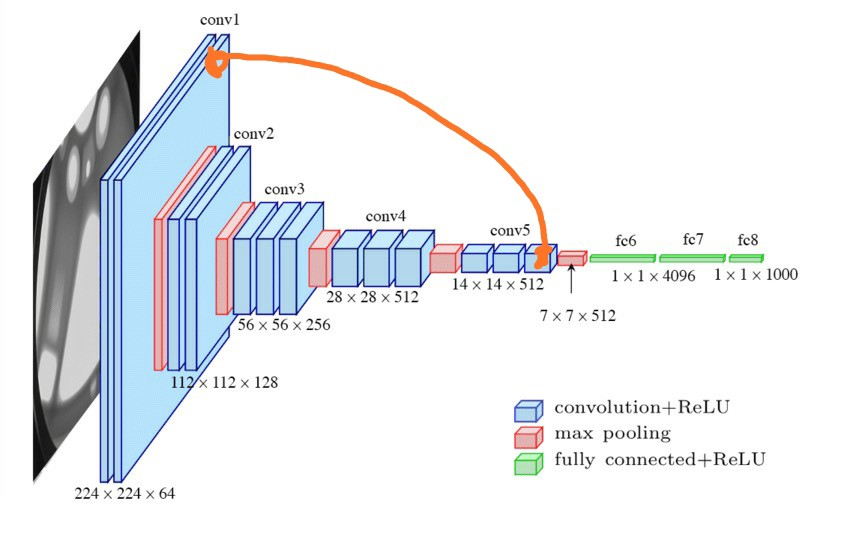 conv1
conv2
conv3
conv4
conv5
fc6
fc7
fc8
1 × 1 × 4096
1 × 1 × 1000
14 × 14 × 512
28 × 28 × 512
7 × 7 × 512
56 × 56 × 256
112 × 112 × 128
224 × 224 × 64
convolution+ReLU
max pooling
fully connected+ReLU